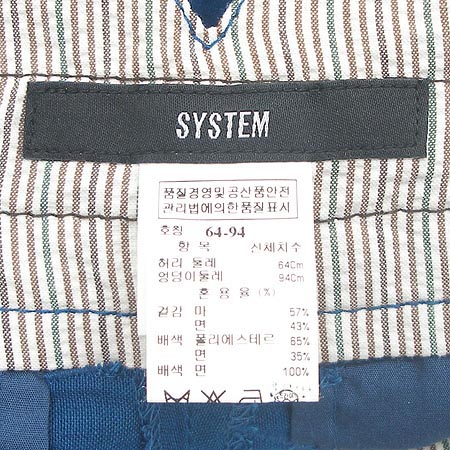 SYSTEM
품질경영및공산품안전
관리법에의한품질표시
호칭 64-94
항 목 신체치수
허리 둘레 64Cm
엉덩이둘레 94Cm
혼 용 율 (%)
겉감 마 57%
면 43%
배색 폴리에스테르 65%
면 35%
배색 면 100%